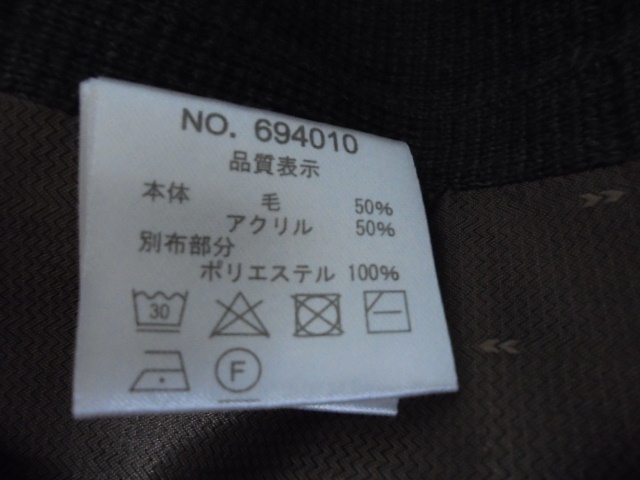 NO. 694010
品質表示
本体 毛 50%
アクリル 50%
別布部分
ポリエステル 100%
30
F